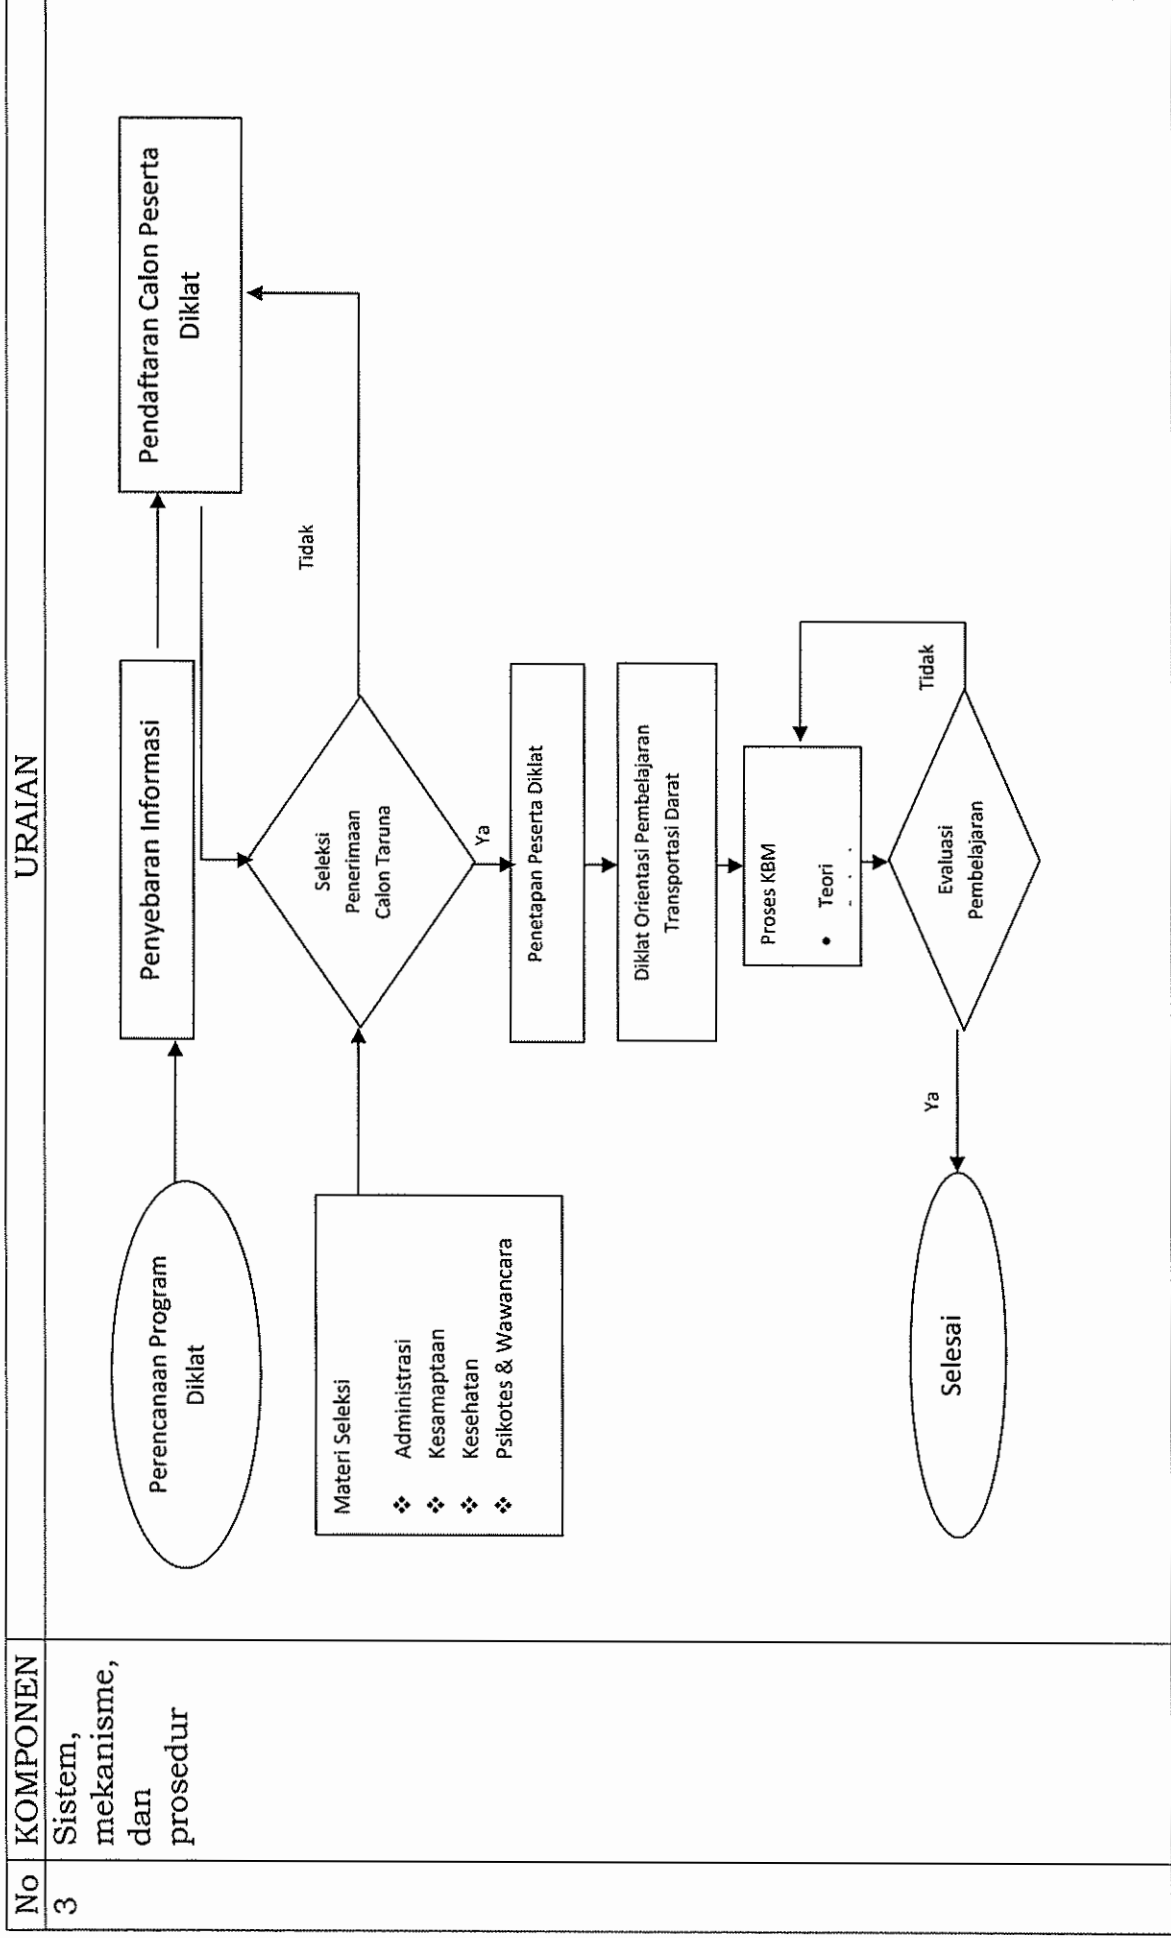 No
KOMPONEN
URAIAN
3
Sistem,
mekanisme,
dan
prosedur
Perencanaan Program
Diklat
Penyebaran Informasi
Pendaftaran Calon Peserta
Diklat
Materi Seleksi
❖ Administrasi
❖ Kesamaptaan
❖ Kesehatan
❖ Psikotes & Wawancara
Seleksi
Penerimaan
Calon Taruna
Tidak
Ya
Penetapan Peserta Diklat
Diklat Orientasi Pembelajaran
Transportasi Darat
Proses KBM
• Teori
Evaluasi
Pembelajaran
Tidak
Ya
Selesai